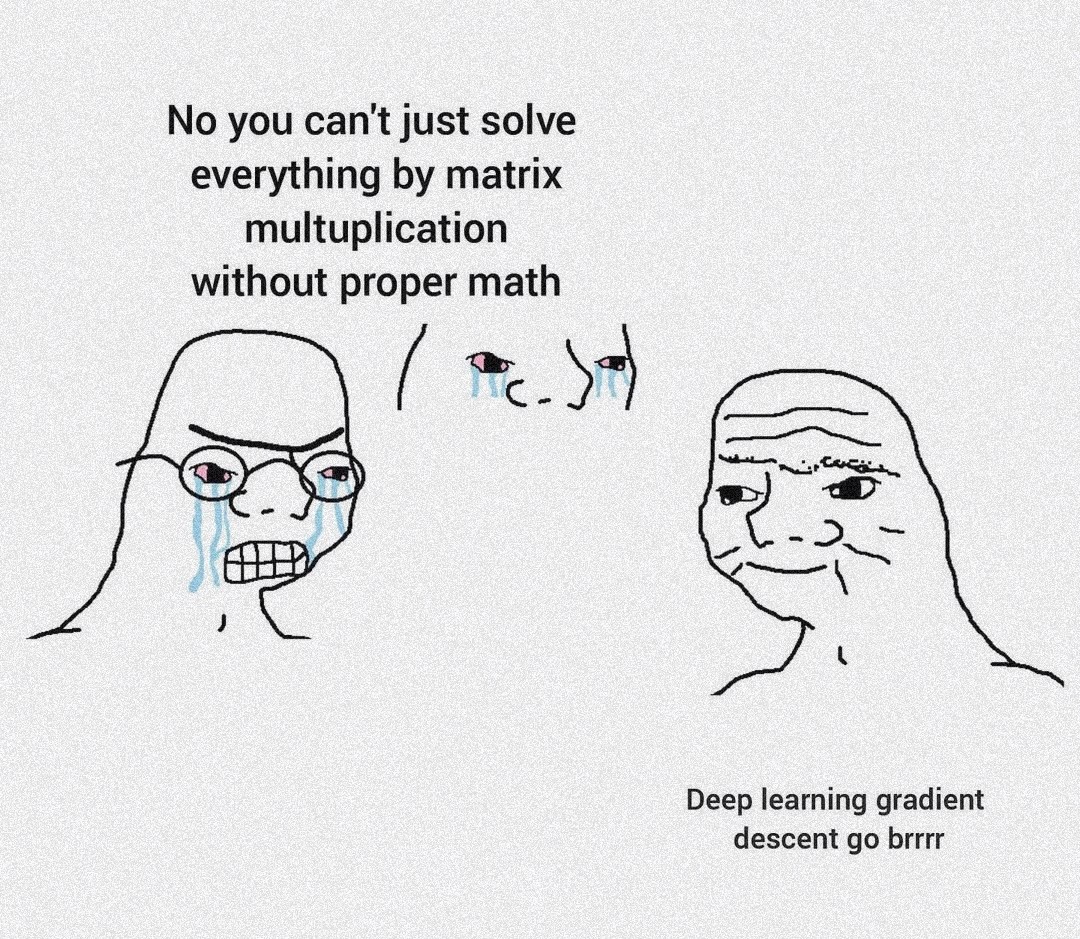 No you can't just solve
everything by matrix
multuplication
without proper math
Deep learning gradient
descent go brrrr